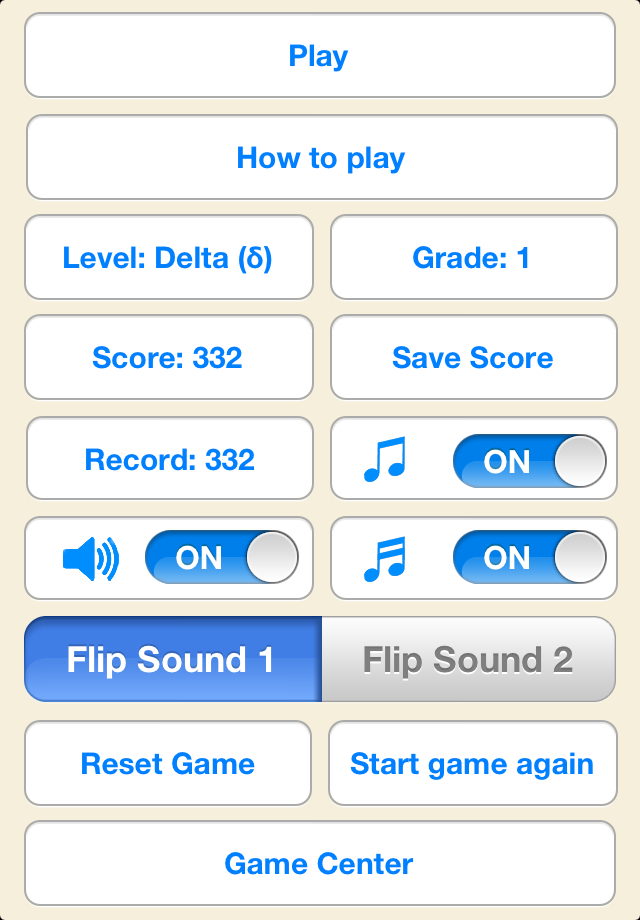 Play
How to play
Level: Delta (δ)
Grade: 1
Score: 332
Save Score
Record: 332
ON
ON
ON
Flip Sound 1
Flip Sound 2
Reset Game
Start game again
Game Center